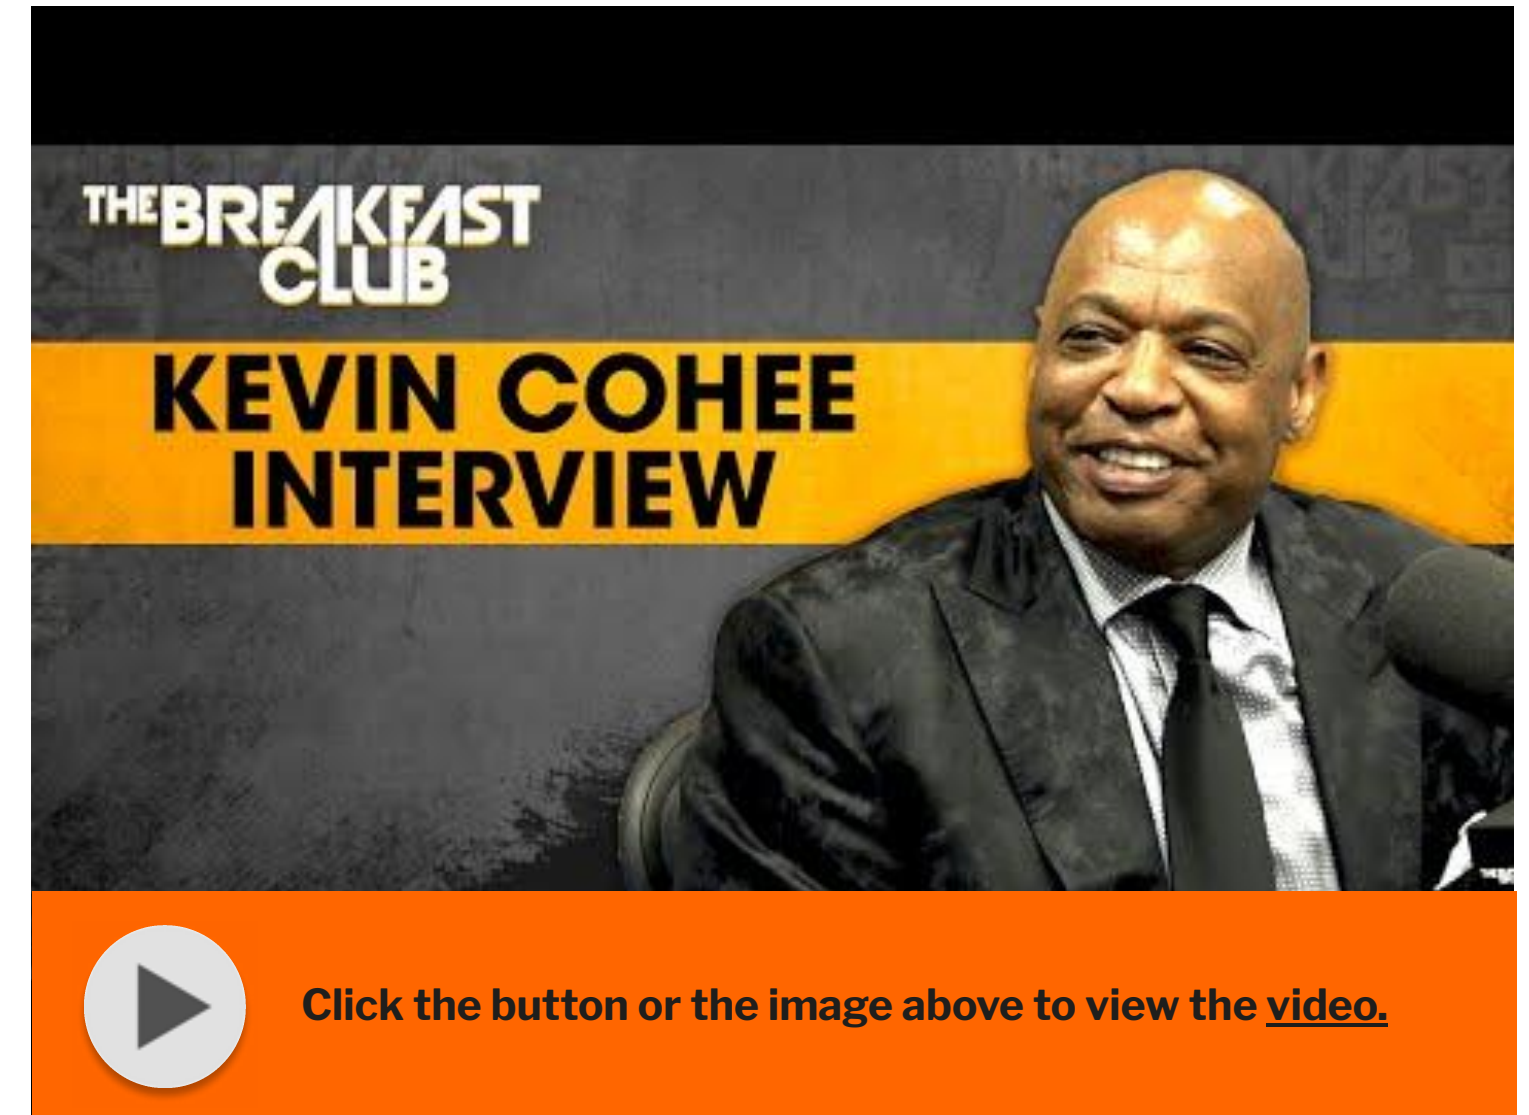 THE BREAKFAST
CLUB
KEVIN COHEE
INTERVIEW
Click the button or the image above to view the video.